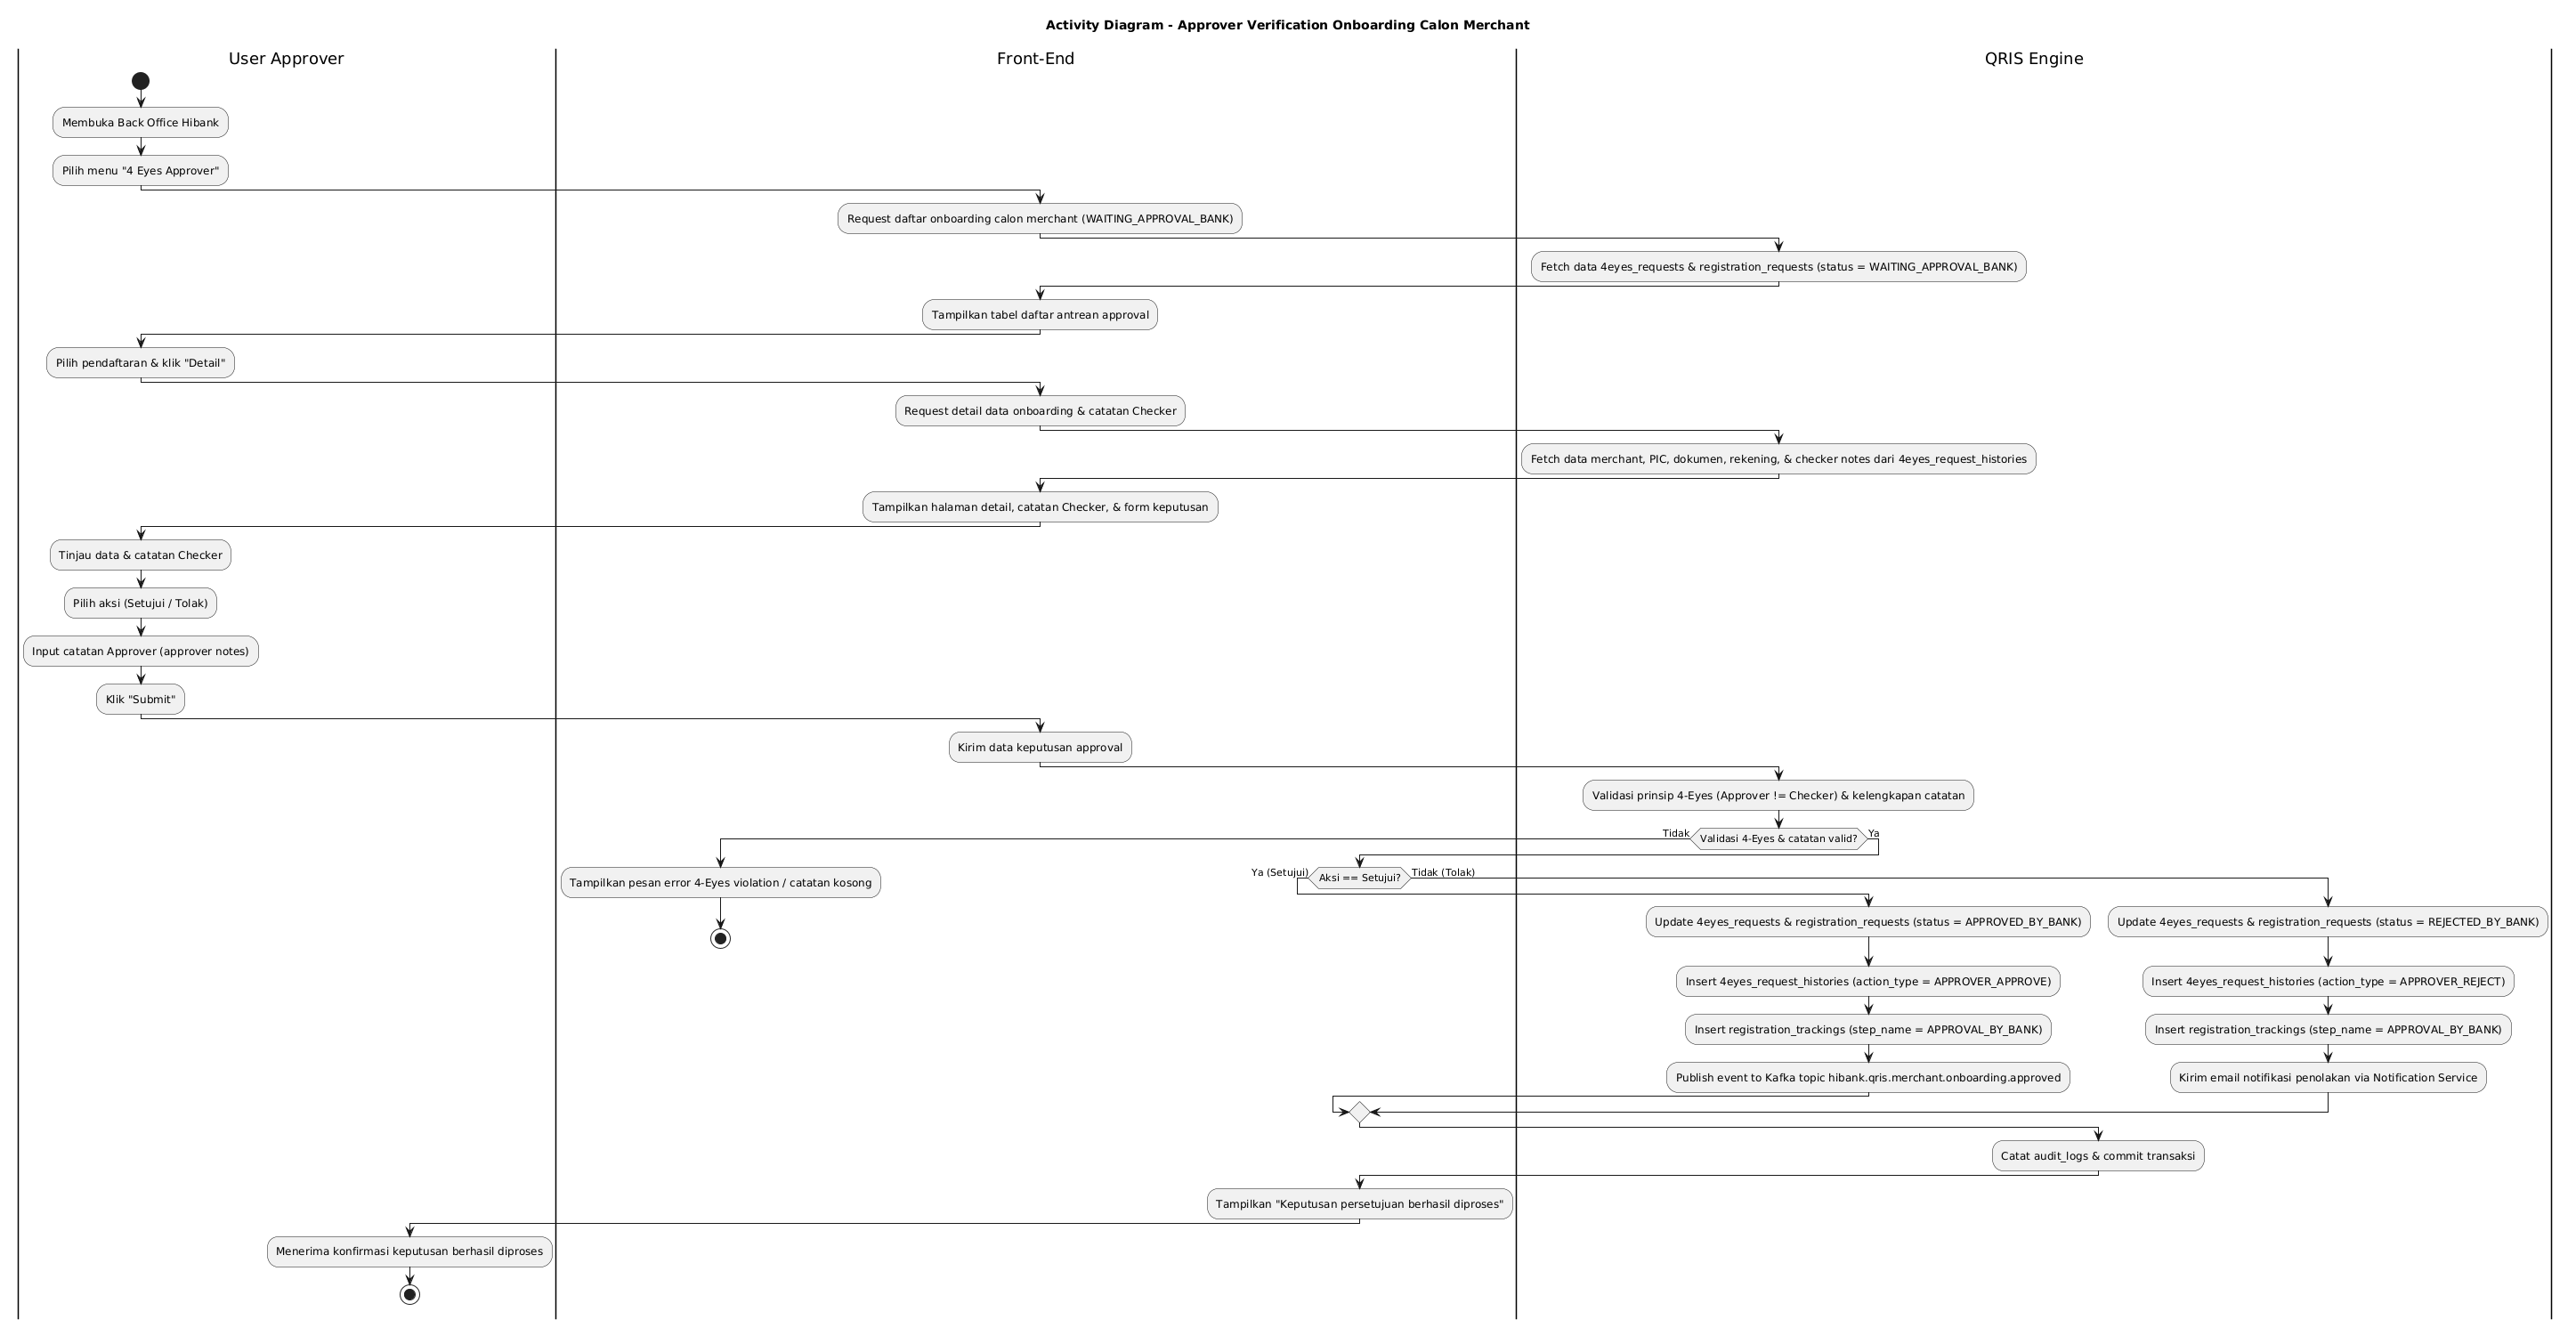 Activity Diagram - Approver Verification Onboarding Calon Merchant
User Approver
Front-End
QRIS Engine
Membuka Back Office Hibank
Pilih menu "4 Eyes Approver"
Request daftar onboarding calon merchant (WAITING_APPROVAL_BANK)
Fetch data 4eyes_requests & registration_requests (status = WAITING_APPROVAL_BANK)
Tampilkan tabel daftar antrean approval
Pilih pendaftaran & klik "Detail"
Request detail data onboarding & catatan Checker
Fetch data merchant, PIC, dokumen, rekening, & checker notes dari 4eyes_request_histories
Tampilkan halaman detail, catatan Checker, & form keputusan
Tinjau data & catatan Checker
Pilih aksi (Setujui / Tolak)
Input catatan Approver (approver notes)
Klik "Submit"
Kirim data keputusan approval
Validasi prinsip 4-Eyes (Approver != Checker) & kelengkapan catatan
Tidak
Validasi 4-Eyes & catatan valid?
Ya
Tampilkan pesan error 4-Eyes violation / catatan kosong
Ya (Setujui)
Aksi == Setujui?
Tidak (Tolak)
Update 4eyes_requests & registration_requests (status = APPROVED_BY_BANK)
Update 4eyes_requests & registration_requests (status = REJECTED_BY_BANK)
Insert 4eyes_request_histories (action_type = APPROVER_APPROVE)
Insert 4eyes_request_histories (action_type = APPROVER_REJECT)
Insert registration_trackings (step_name = APPROVAL_BY_BANK)
Insert registration_trackings (step_name = APPROVAL_BY_BANK)
Publish event to Kafka topic hibank.qris.merchant.onboarding.approved
Kirim email notifikasi penolakan via Notification Service
Catat audit_logs & commit transaksi
Tampilkan "Keputusan persetujuan berhasil diproses"
Menerima konfirmasi keputusan berhasil diproses